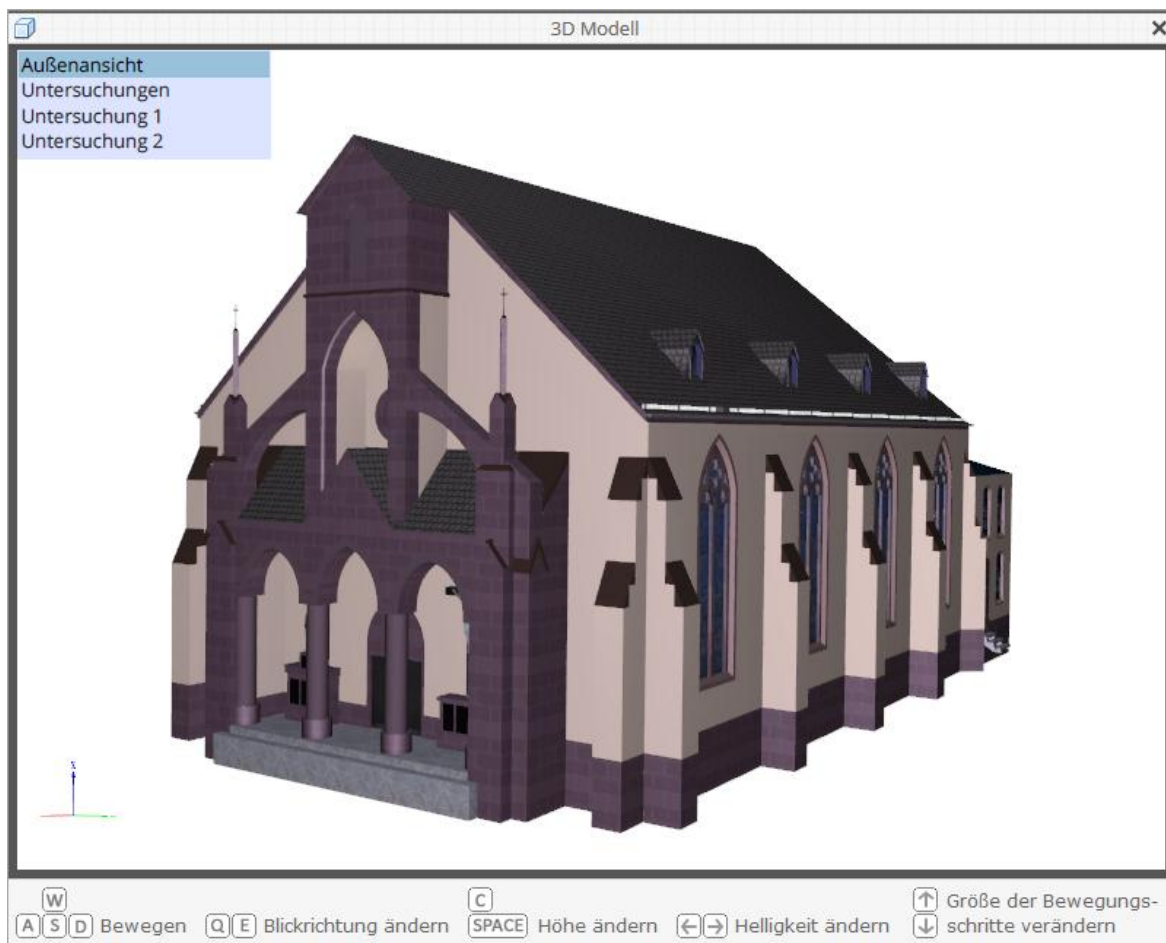 3D Modell
Außenansicht
Untersuchungen
Untersuchung 1
Untersuchung 2
W
A S D Bewegen
Q E Blickrichtung ändern
C
SPACE Höhe ändern
← → Helligkeit ändern
↑ Größe der Bewegungs-
↓ schritte verändern